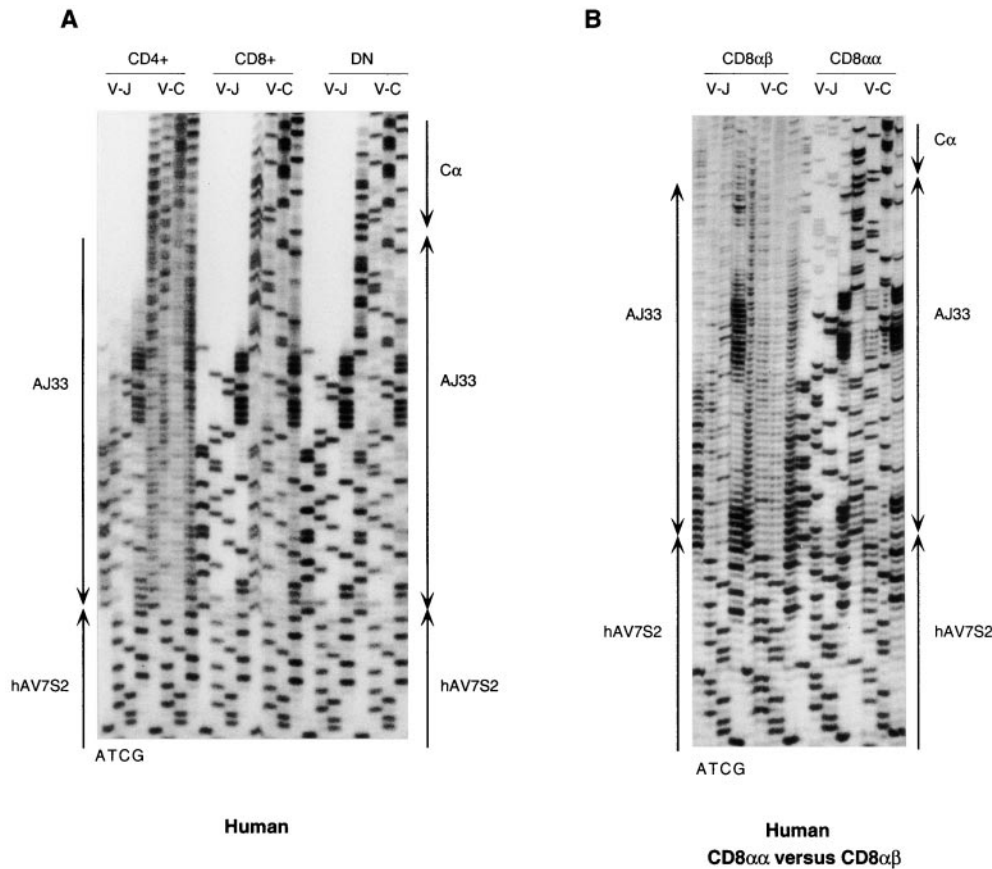 A
CD4+ CD8+ DN
V-J V-C V-J V-C V-J V-C
Cα
AJ33
AJ33
hAV7S2
hAV7S2
ATCG
Human
B
CD8αβ CD8αα
V-J V-C V-J V-C
Cα
AJ33
AJ33
hAV7S2
hAV7S2
ATCG
Human
CD8αα versus CD8αβ